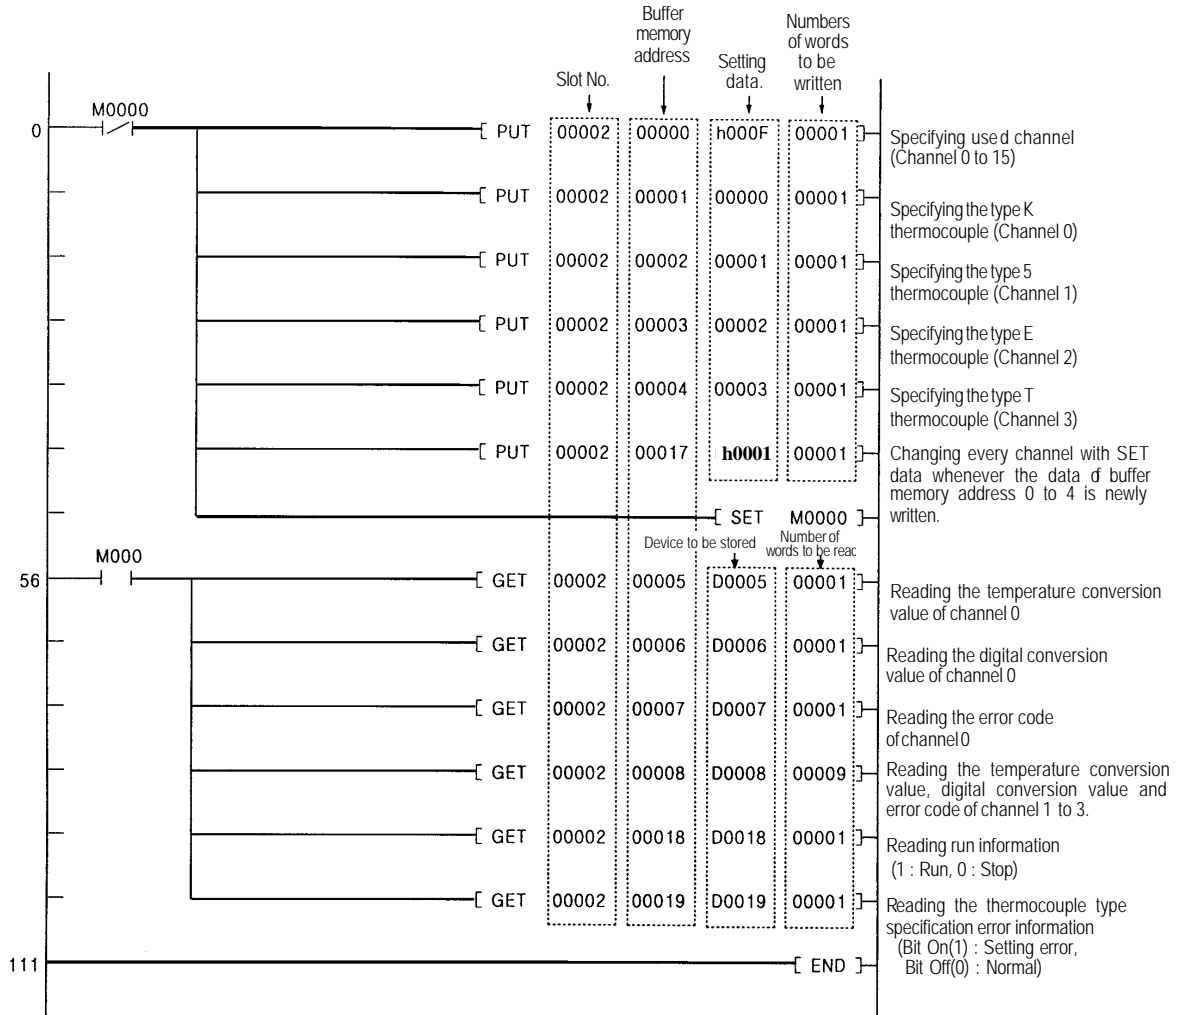 Buffer
memory
address
Numbers
of words
to be
written
Setting
data.
Slot No.
M0000
0 PUT 00002 00000 h000F 00001 Specifying used channel
(Channel 0 to 15)
PUT 00002 00001 00000 00001 Specifying the type K
thermocouple (Channel 0)
PUT 00002 00002 00001 00001 Specifying the type 5
thermocouple (Channel 1)
PUT 00002 00003 00002 00001 Specifying the type E
thermocouple (Channel 2)
PUT 00002 00004 00003 00001 Specifying the type T
thermocouple (Channel 3)
PUT 00002 00017 h0001 00001 Changing every channel with SET
data whenever the data of buffer
memory address 0 to 4 is newly
written.
SET M0000
Device to be stored
Number of
words to be read
M000
56 GET 00002 00005 D0005 00001 Reading the temperature conversion
value of channel 0
GET 00002 00006 D0006 00001 Reading the digital conversion
value of channel 0
GET 00002 00007 D0007 00001 Reading the error code
of channel 0
GET 00002 00008 D0008 00009 Reading the temperature conversion
value, digital conversion value and
error code of channel 1 to 3.
GET 00002 00018 D0018 00001 Reading run information
(1 : Run, 0 : Stop)
GET 00002 00019 D0019 00001 Reading the thermocouple type
specification error information
(Bit On(1) : Setting error,
Bit Off(0) : Normal)
111 END